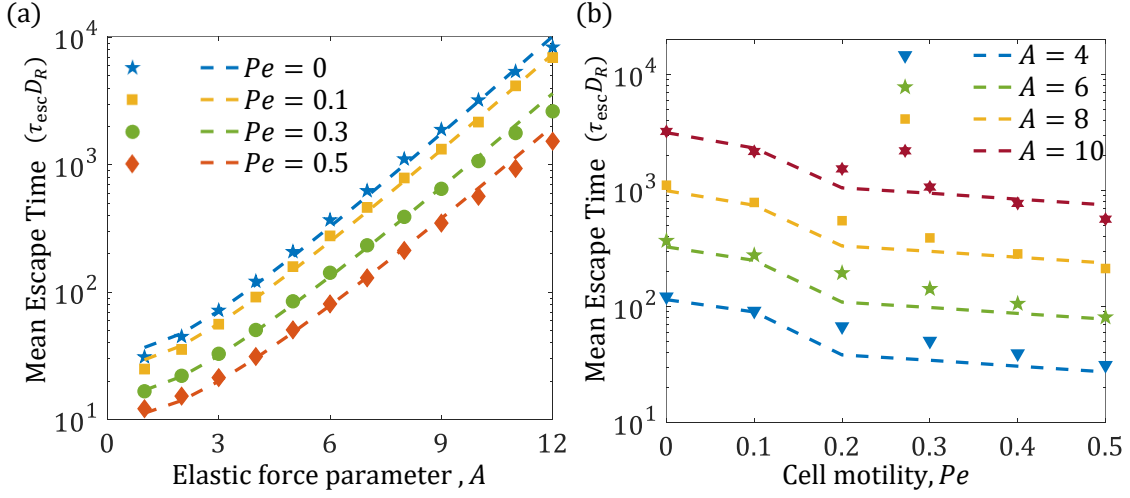 (a)
Mean Escape Time (τ_esc D_R)
10^4
10^3
10^2
10^1
Pe = 0
Pe = 0.1
Pe = 0.3
Pe = 0.5
0 3 6 9 12
Elastic force parameter , A
(b)
Mean Escape Time (τ_esc D_R)
10^4
10^3
10^2
10^1
A = 4
A = 6
A = 8
A = 10
0 0.1 0.2 0.3 0.4 0.5
Cell motility, Pe